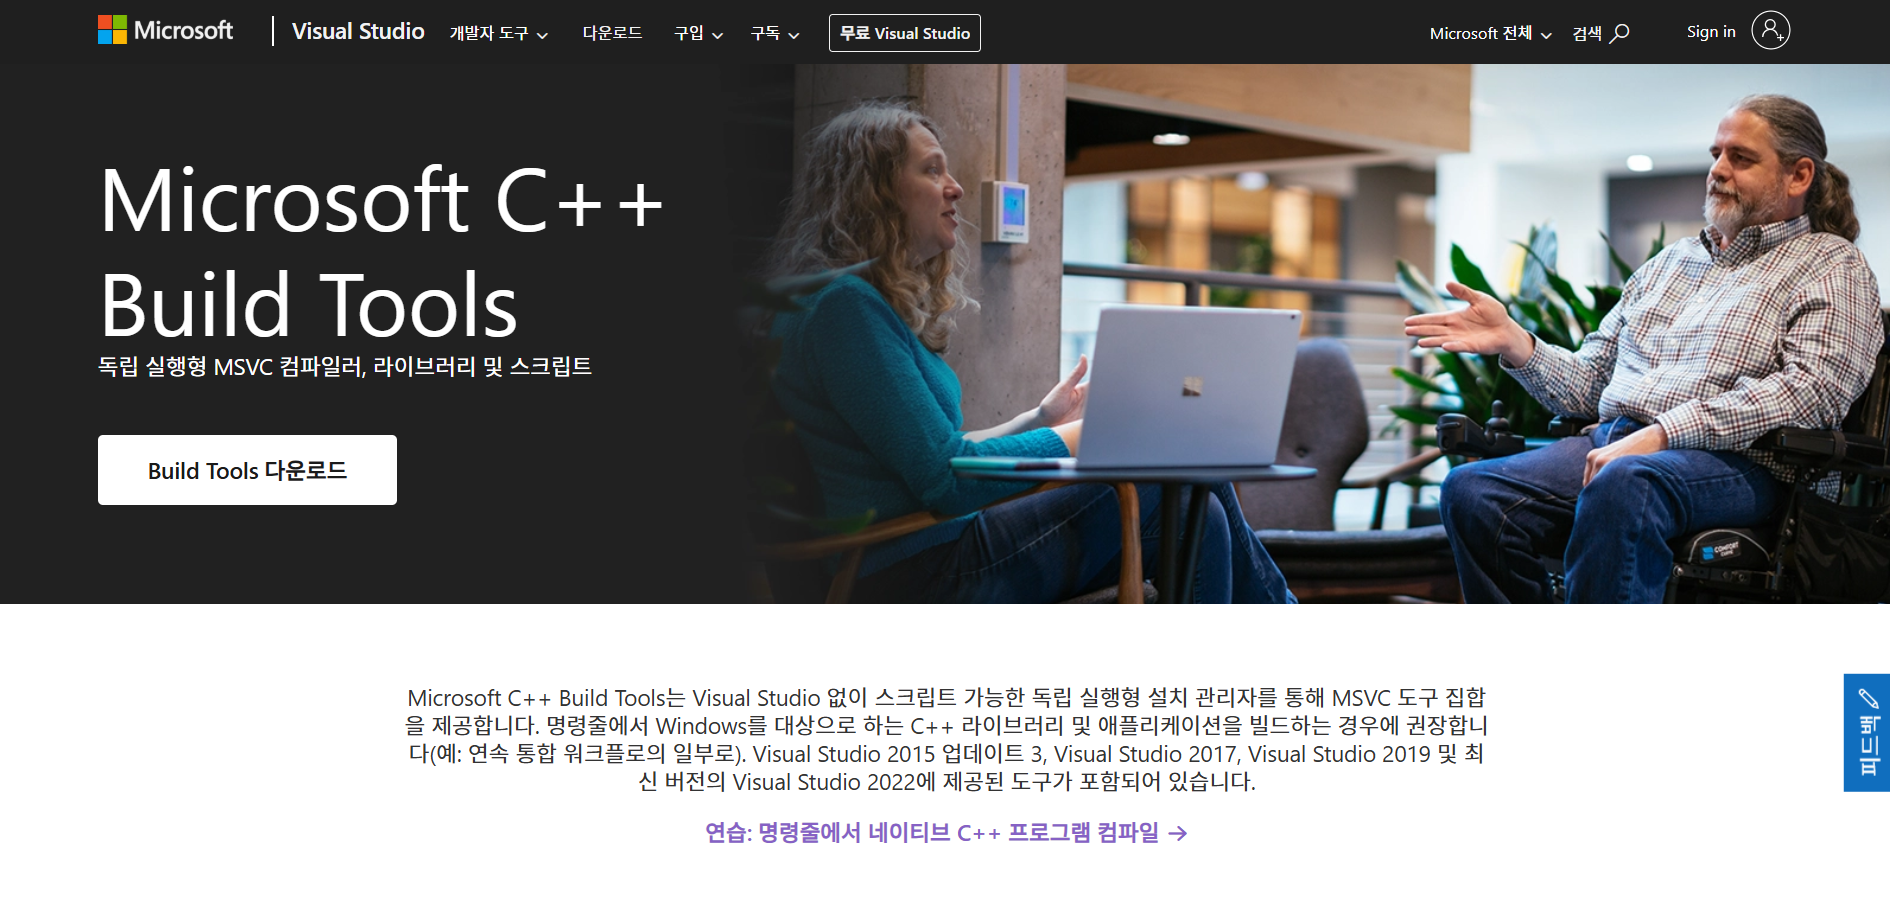 Microsoft
Visual Studio
개발자 도구
다운로드
구입
구독
무료 Visual Studio
Microsoft 전체
검색
Sign in
Microsoft C++
Build Tools
독립 실행형 MSVC 컴파일러, 라이브러리 및 스크립트
Build Tools 다운로드
COMFORT
Microsoft C++ Build Tools는 Visual Studio 없이 스크립트 가능한 독립 실행형 설치 관리자를 통해 MSVC 도구 집합
을 제공합니다. 명령줄에서 Windows를 대상으로 하는 C++ 라이브러리 및 애플리케이션을 빌드하는 경우에 권장합니
다(예: 연속 통합 워크플로의 일부로). Visual Studio 2015 업데이트 3, Visual Studio 2017, Visual Studio 2019 및 최
신 버전의 Visual Studio 2022에 제공된 도구가 포함되어 있습니다.
연습: 명령줄에서 네이티브 C++ 프로그램 컴파일 →
피드백